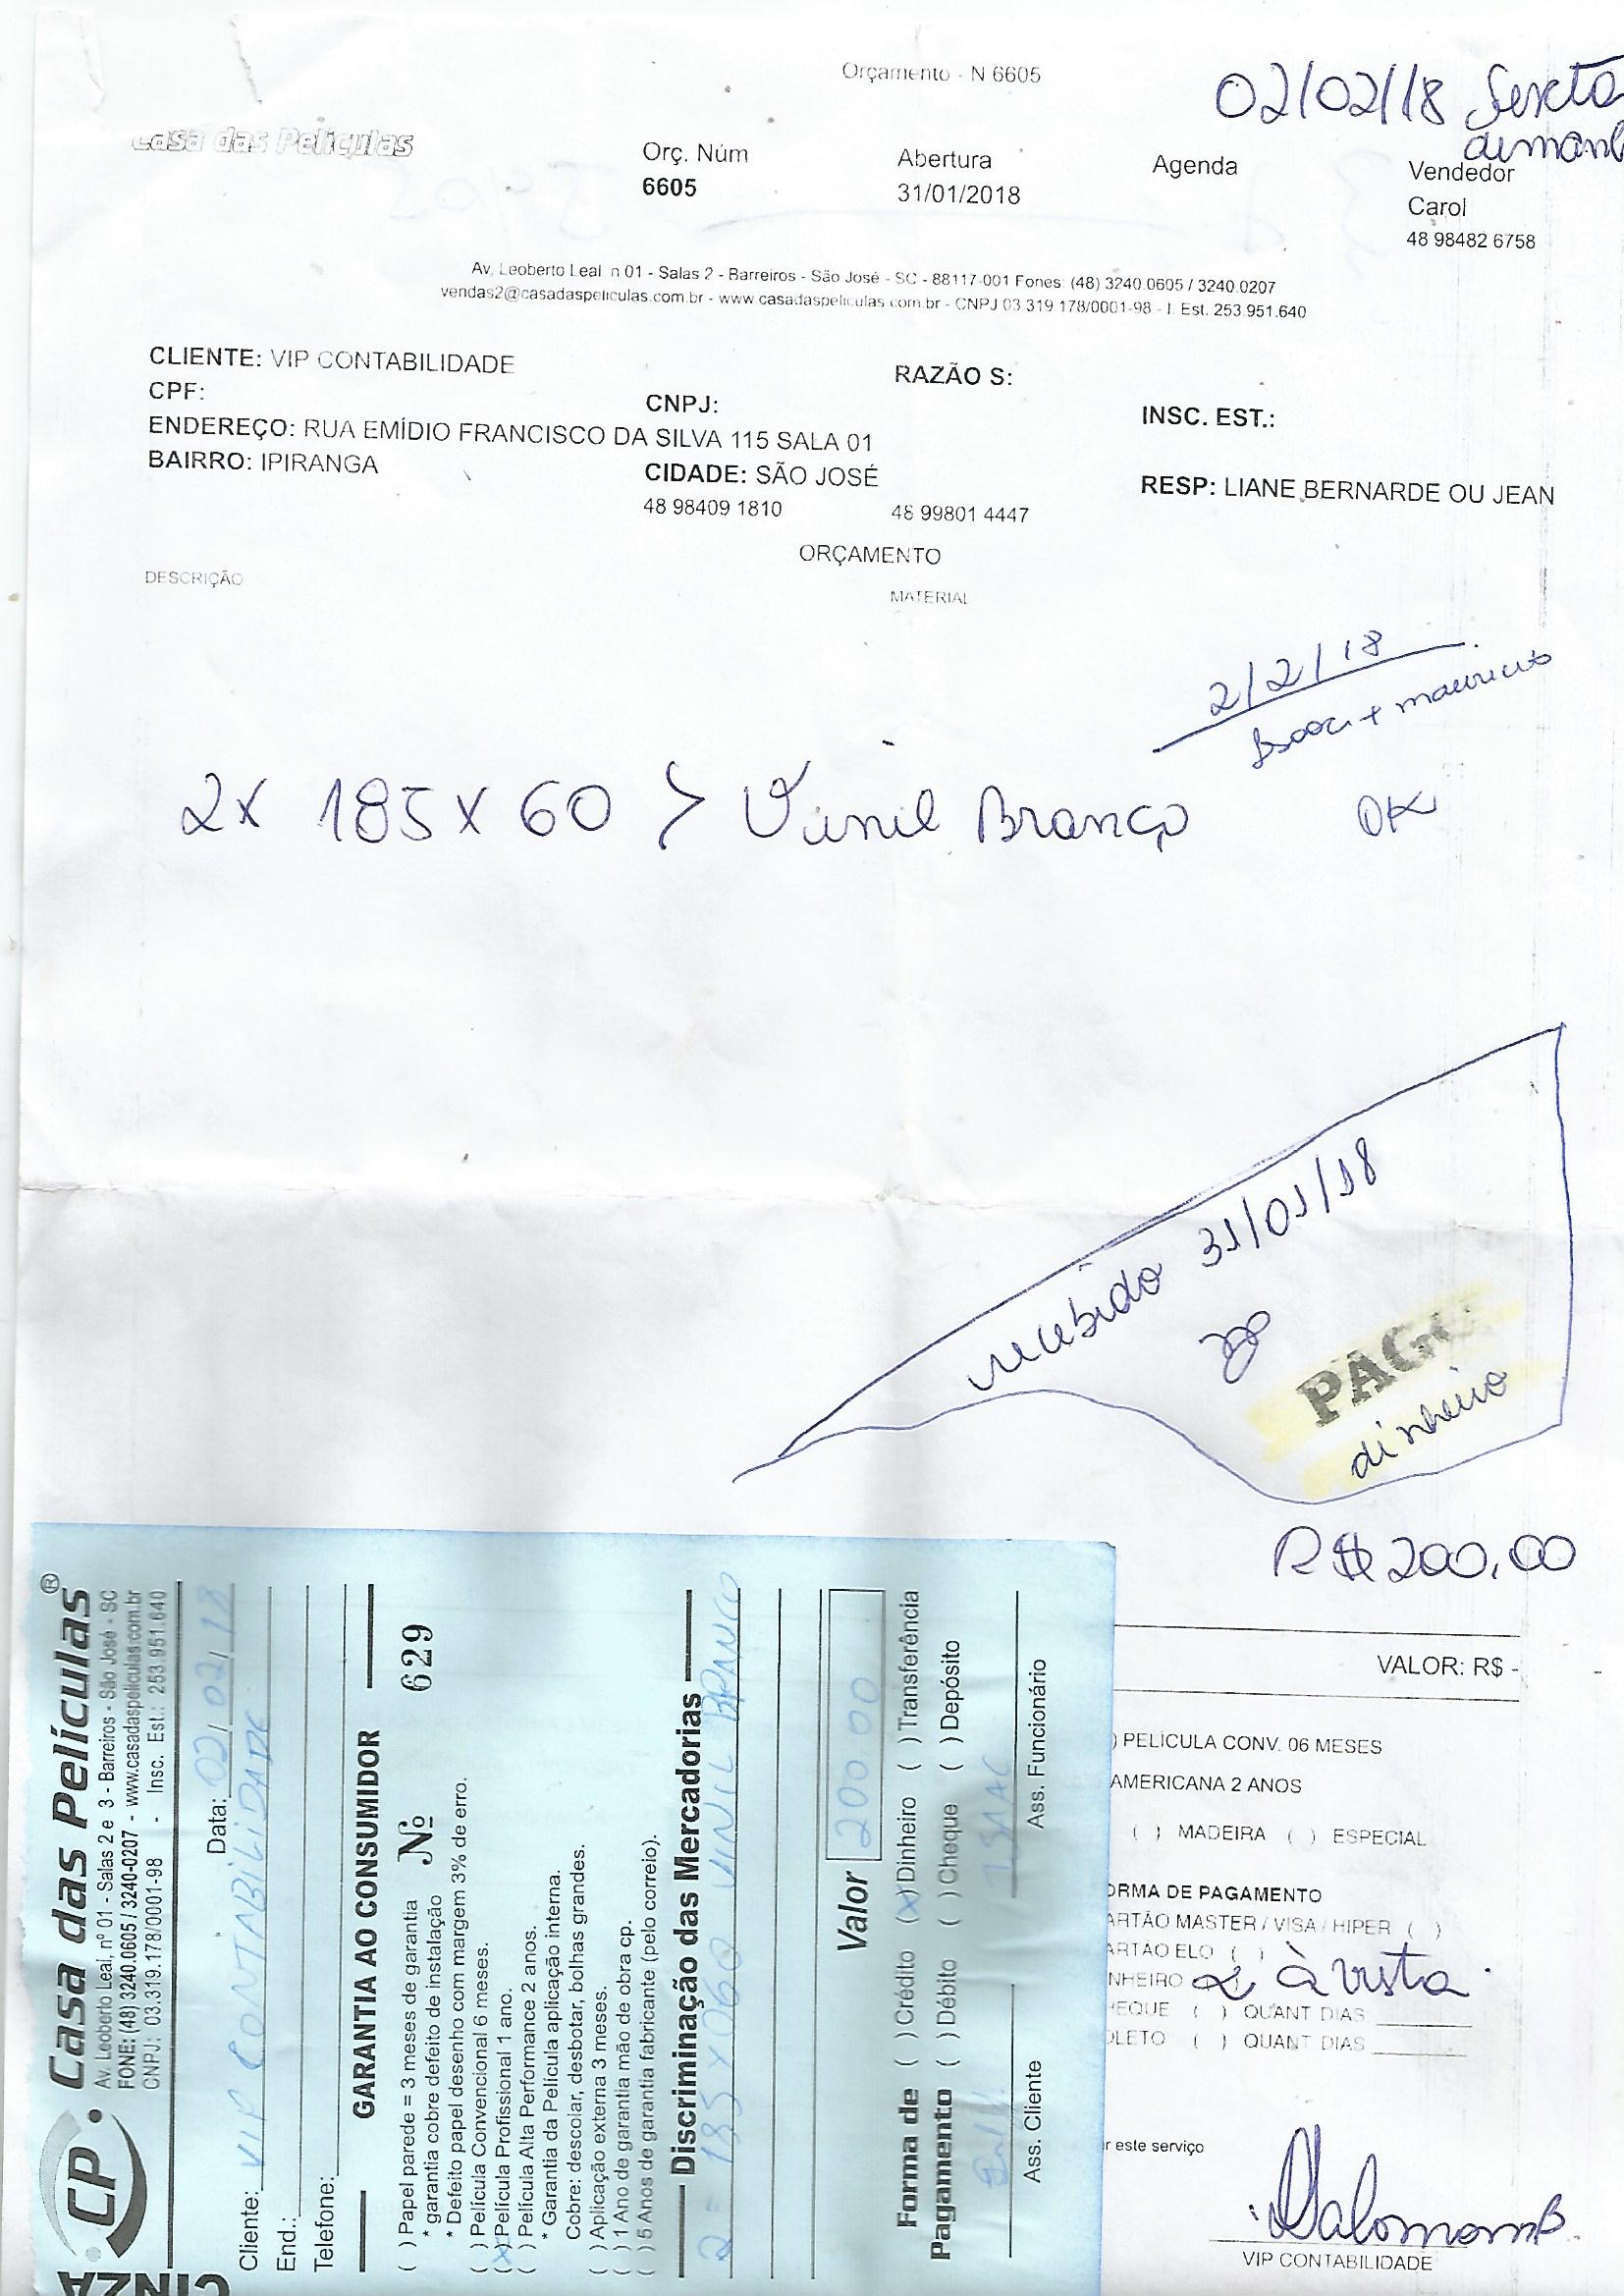 Orçamento - N 6605
02/02/18 Sexta
Casa das Películas
Orç. Núm
6605
Abertura
31/01/2018
Agenda
Vendedor
Carol
48 98482 6758
Av. Leoberto Leal n 01 - Salas 2 - Barreiros - São José - SC - 88117-001 Fones: (48) 3240.0605 / 3240.0207
vendas2@casadaspeliculas.com.br - www.casadaspeliculas.com.br - CNPJ 03 319 178/0001-98 - I. Est. 253.951.640
CLIENTE: VIP CONTABILIDADE
RAZÃO S:
CPF:
CNPJ:
INSC. EST.:
ENDEREÇO: RUA EMÍDIO FRANCISCO DA SILVA 115 SALA 01
BAIRRO: IPIRANGA
CIDADE: SÃO JOSÉ
RESP: LIANE BERNARDE OU JEAN
48 98409 1810
48 99801 4447
ORÇAMENTO
DESCRIÇÃO
MATERIAL
2/2/18
+ mauricio
2x 185x60 > Vinil Branco
OK
recebido 31/01/18
PAGO
dinheiro
R$ 200,00
VALOR: R$ -
) PELÍCULA CONV. 06 MESES
AMERICANA 2 ANOS
( ) MADEIRA ( ) ESPECIAL
ORMA DE PAGAMENTO
ARTÃO MASTER / VISA / HIPER ( )
ARTÃO ELO ( )
NHEIRO à vista
HEQUE ( ) QUANT DIAS
OLETO ( ) QUANT DIAS
r este serviço
VIP CONTABILIDADE
CP
Casa das Películas®
Av. Leoberto Leal, nº 01 - Salas 2 e 3 - Barreiros - São José - SC
FONE: (48) 3240.0605 / 3240-0207 - www.casadaspeliculas.com.br
CNPJ: 03.319.178/0001-98 - Insc. Est.: 253.951.640
CINZA
Data: 02/02/18
Cliente: VIP CONTABILIDADE
End.:
Telefone:
GARANTIA AO CONSUMIDOR
( ) Papel parede = 3 meses de garantia Nº 629
* garantia cobre defeito de instalação
* Defeito papel desenho com margem 3% de erro.
( ) Película Convencional 6 meses.
(x) Película Profissional 1 ano.
( ) Película Alta Performance 2 anos.
* Garantia da Película aplicação interna.
Cobre: descolar, desbotar, bolhas grandes.
( ) Aplicação externa 3 meses.
( ) 1 Ano de garantia mão de obra cp.
( ) 5 Anos de garantia fabricante (pelo correio).
Discriminação das Mercadorias
2 = 185 x 060 VINIL BRANCO
Valor 200 00
Forma de Pagamento
( ) Crédito (x) Dinheiro ( ) Transferência
( ) Débito ( ) Cheque ( ) Depósito
ISAAC
Ass. Cliente
Ass. Funcionário